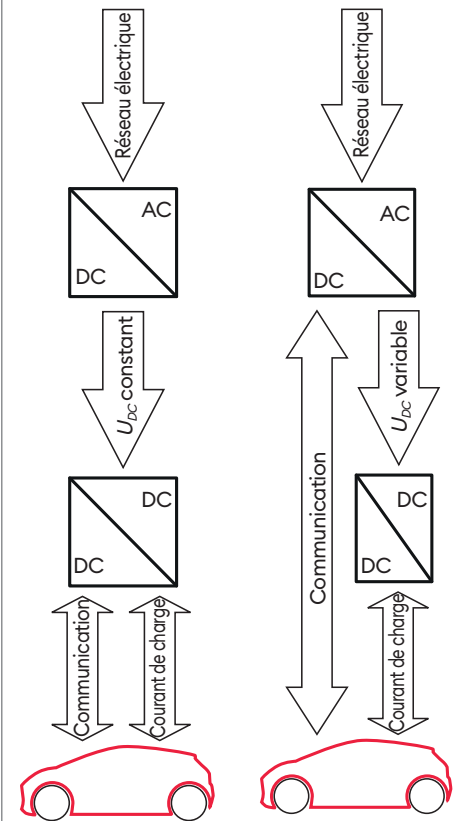 Réseau électrique
AC
DC
U_DC constant
DC
DC
Communication
Courant de charge
Réseau électrique
AC
DC
Communication
U_DC variable
DC
DC
Courant de charge